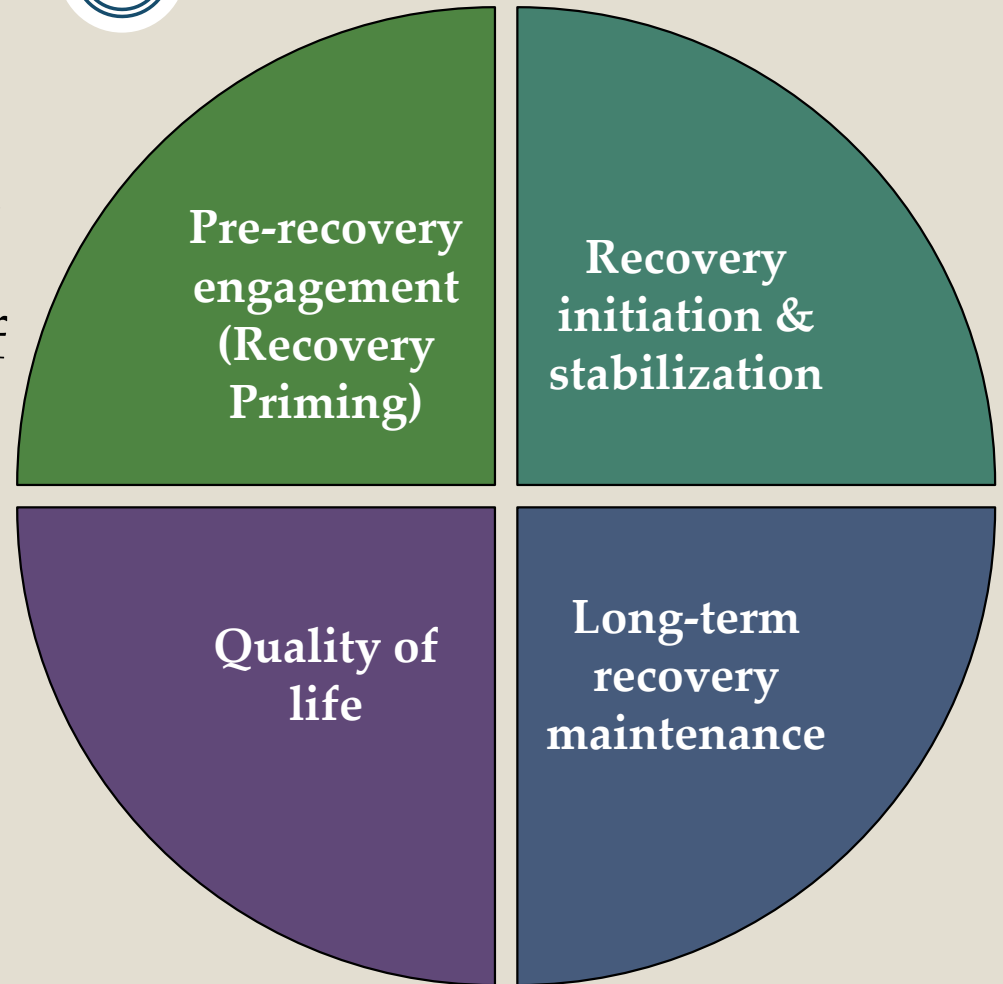 Pre-recovery
engagement
(Recovery
Priming)
Recovery
initiation &
stabilization
Quality of
life
Long-term
recovery
maintenance